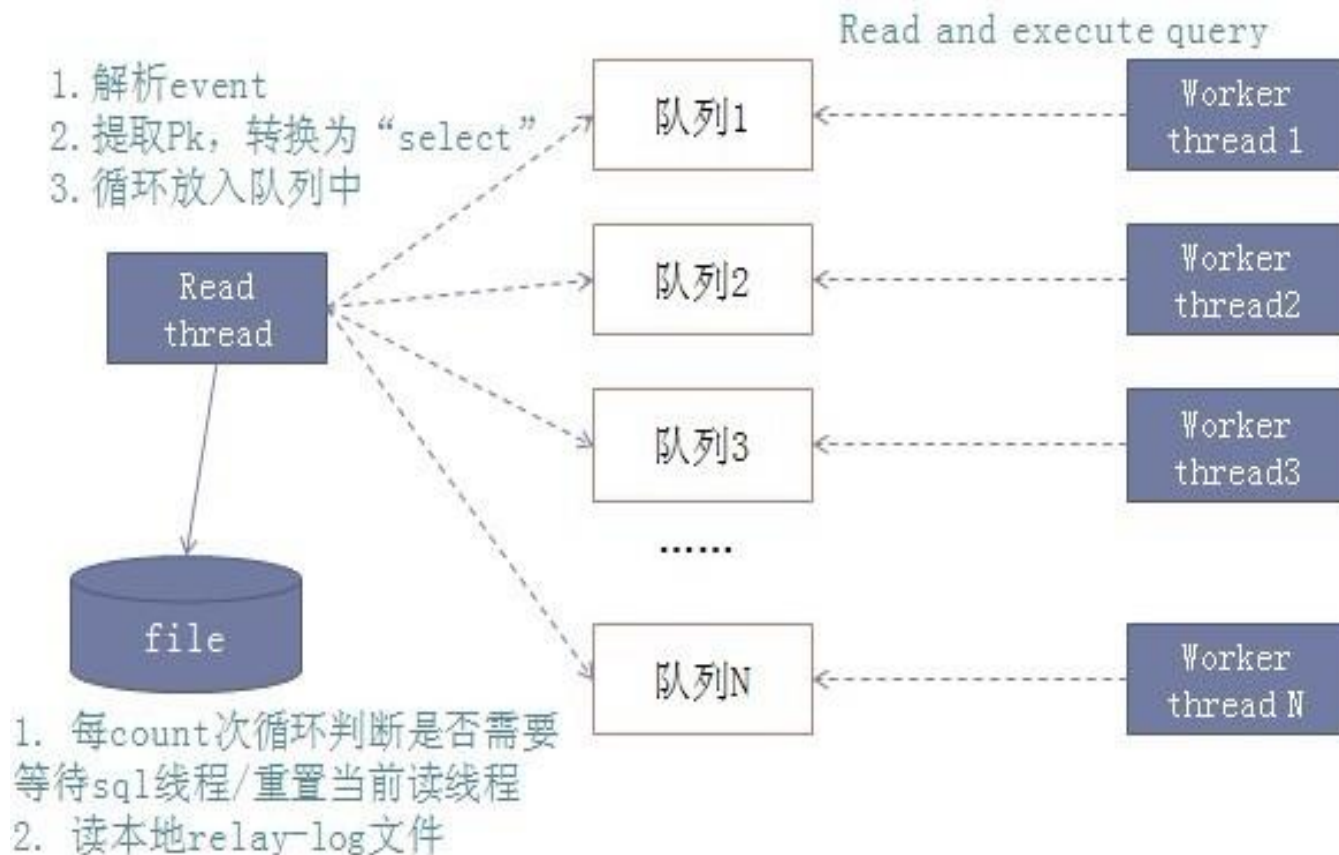 Read and execute query
1.解析event
2.提取Pk，转换为“select”
3.循环放入队列中
Read
thread
file
1. 每count次循环判断是否需要
等待sql线程/重置当前读线程
2. 读本地relay-log文件
队列1
队列2
队列3
……
队列N
Worker
thread 1
Worker
thread2
Worker
thread3
Worker
thread N